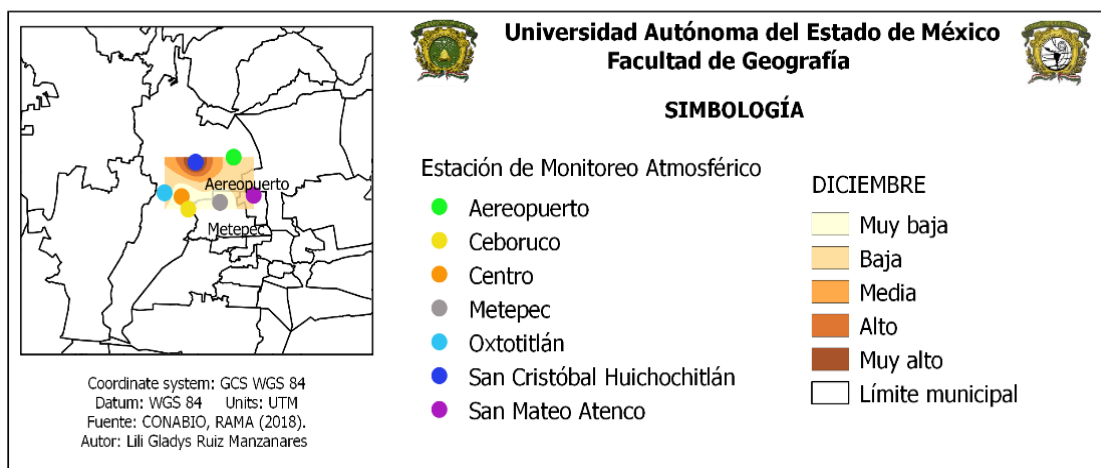 Universidad Autónoma del Estado de México
Facultad de Geografía
SIMBOLOGÍA
Aereopuerto
Metepec
Coordinate system: GCS WGS 84
Datum: WGS 84 Units: UTM
Fuente: CONABIO, RAMA (2018).
Autor: Lili Gladys Ruiz Manzanares
Estación de Monitoreo Atmosférico
Aereopuerto
Ceboruco
Centro
Metepec
Oxtotitlán
San Cristóbal Huichochitlán
San Mateo Atenco
DICIEMBRE
Muy baja
Baja
Media
Alto
Muy alto
Límite municipal